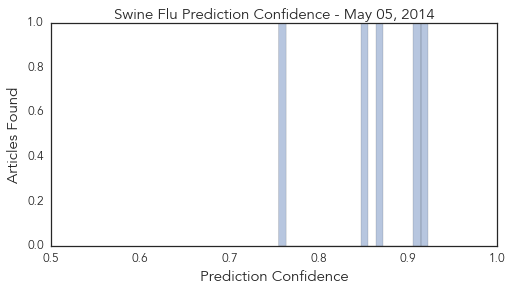 Swine Flu Prediction Confidence - May 05, 2014
1.0
0.8
0.6
0.4
0.2
0.0
Articles Found
0.5 0.6 0.7 0.8 0.9 1.0
Prediction Confidence